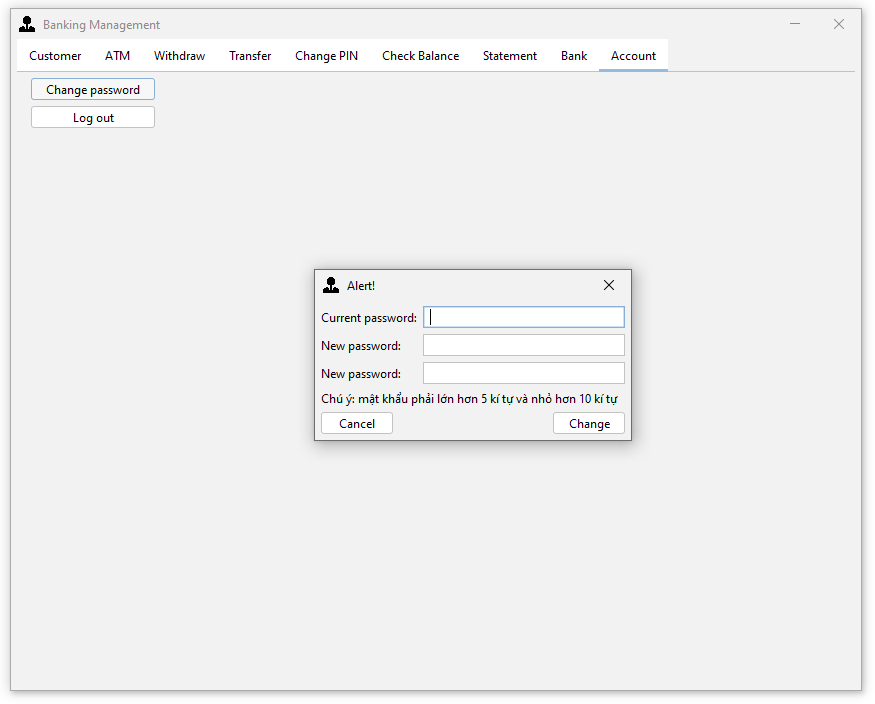 Banking Management
Customer ATM Withdraw Transfer Change PIN Check Balance Statement Bank Account
Change password
Log out
Alert!
Current password:
New password:
New password:
Chú ý: mật khẩu phải lớn hơn 5 kí tự và nhỏ hơn 10 kí tự
Cancel Change